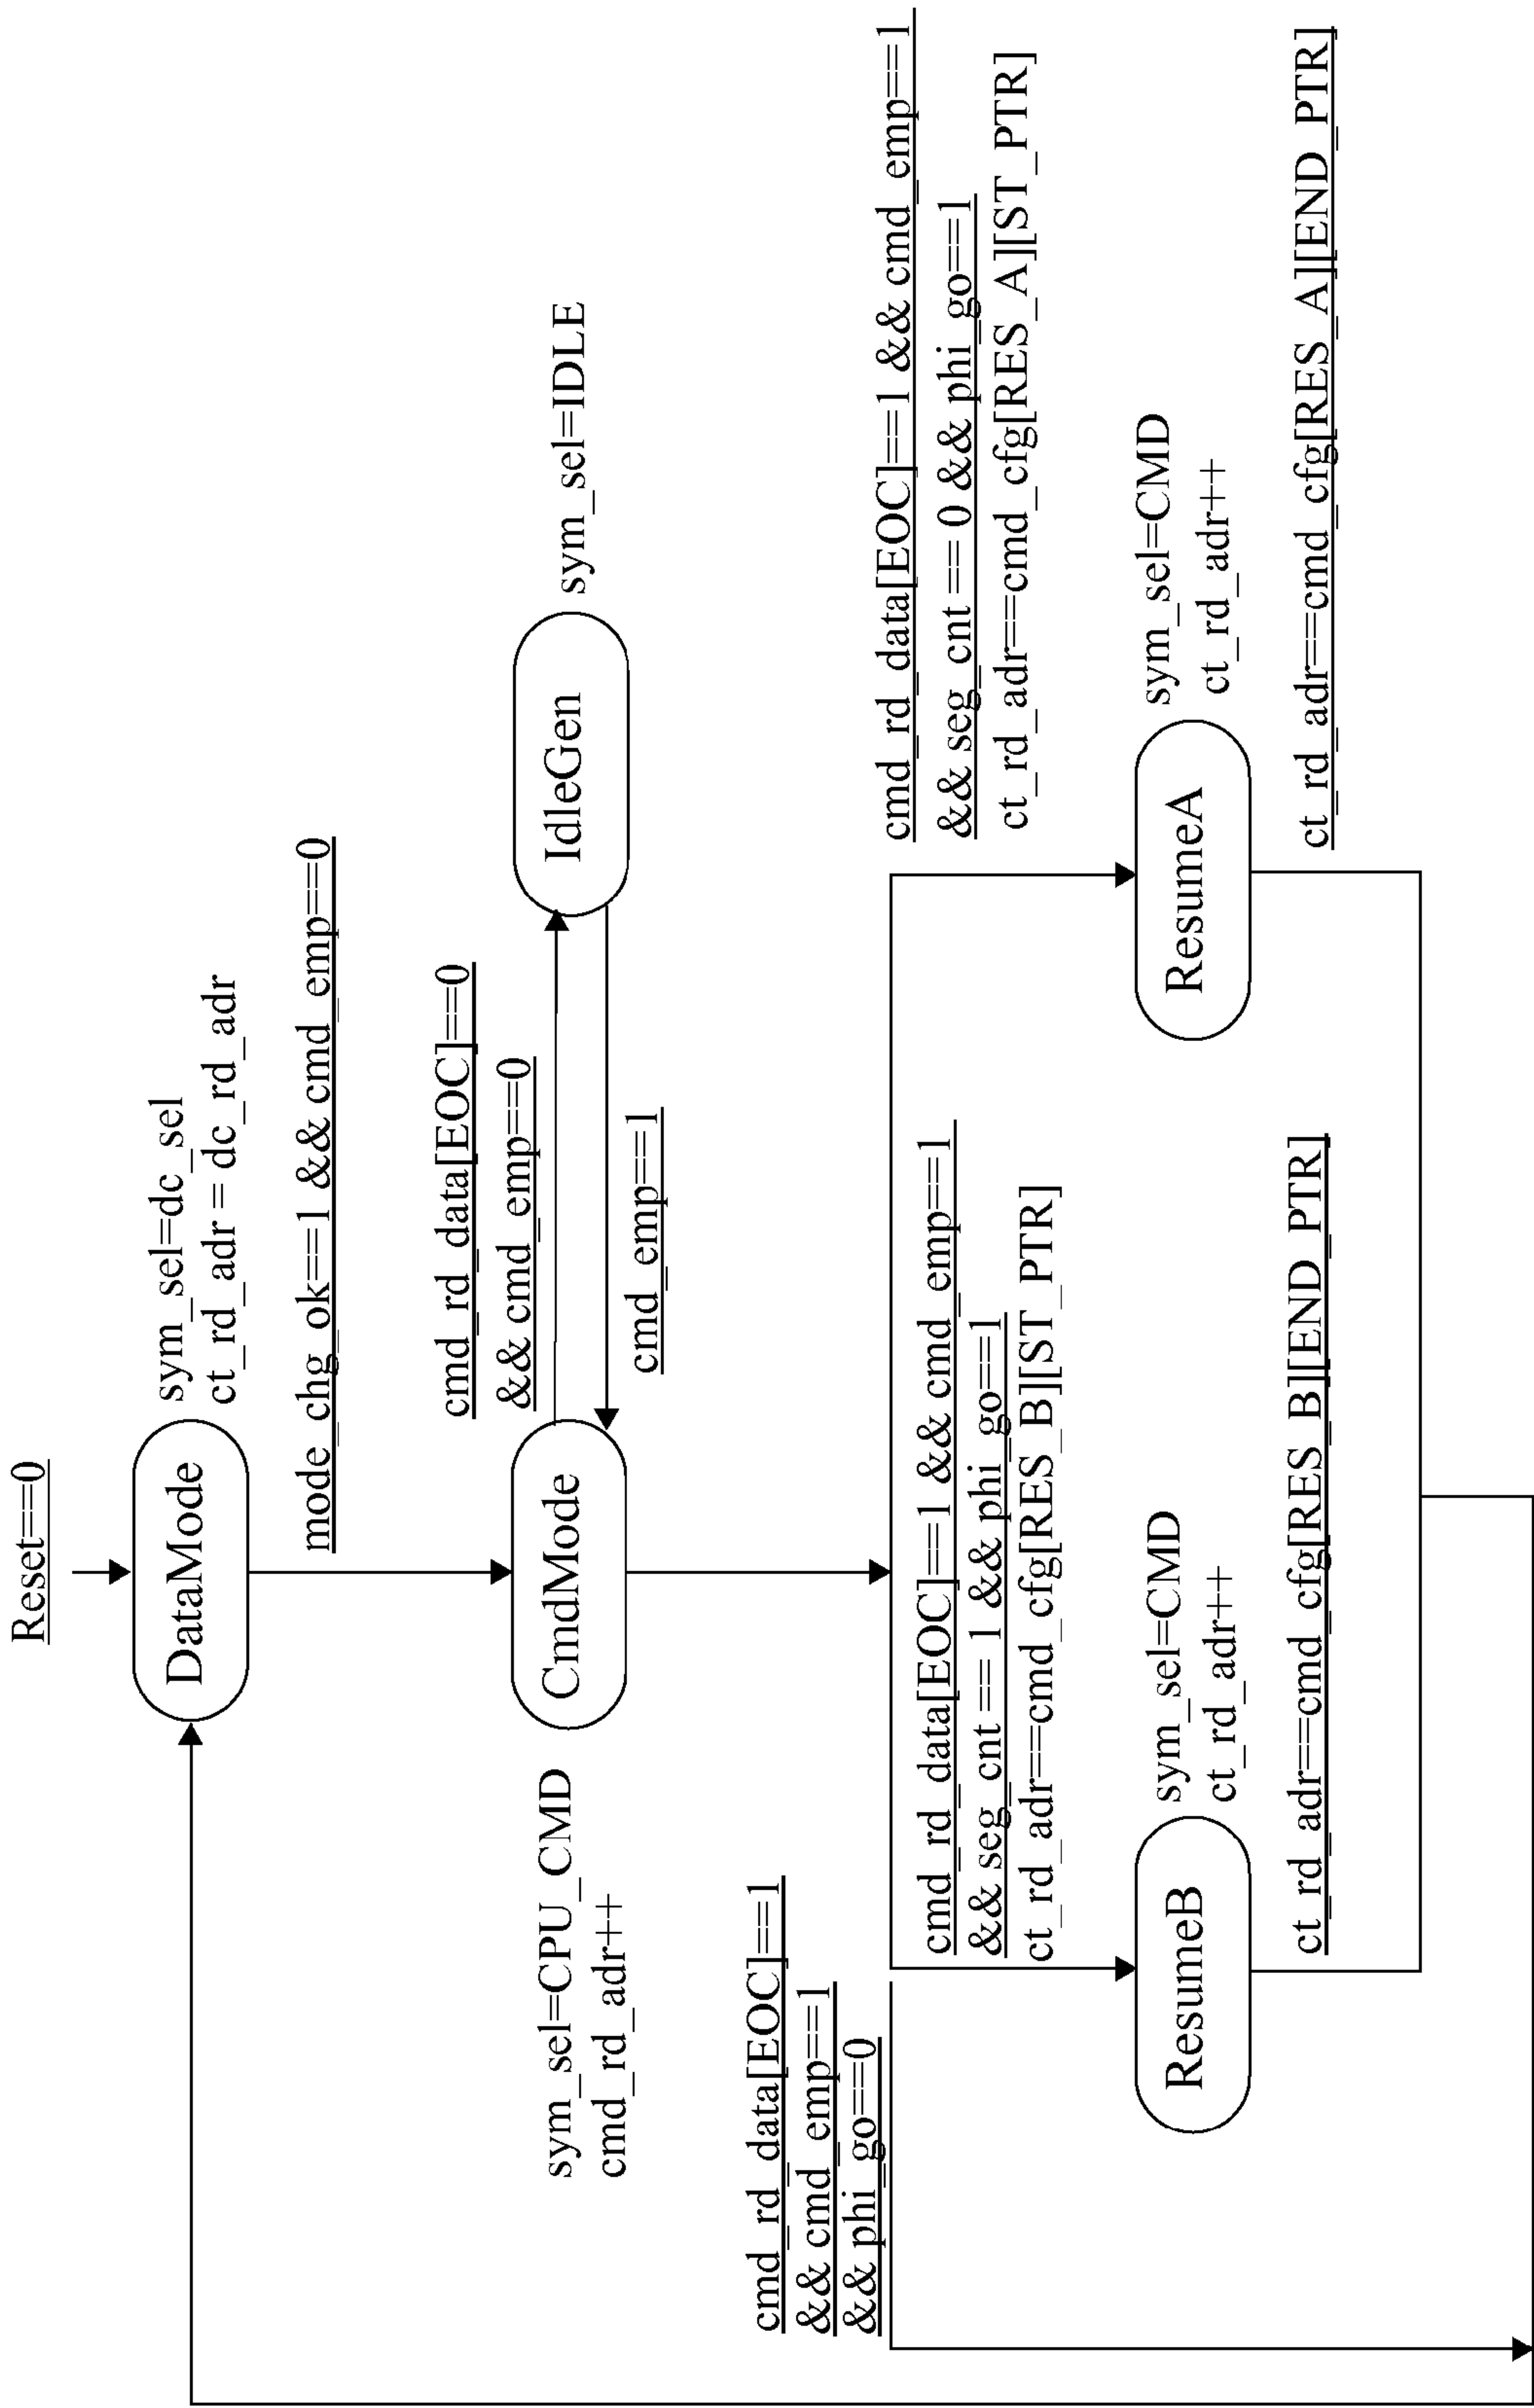 Reset==0
DataMode
sym_sel=dc_sel
ct_rd_adr = dc_rd_adr
mode_chg_ok==1 && cmd_emp==0
sym_sel=CPU_CMD
cmd_rd_adr++
CmdMode
cmd_rd_data[EOC]==0
&& cmd_emp==0
cmd_emp==1
IdleGen
sym_sel=IDLE
cmd_rd_data[EOC]==1
&& cmd_emp==1
&& phi_go==0
cmd_rd_data[EOC]==1 && cmd_emp==1
&& seg_cnt == 1 && phi_go==1
ct_rd_adr==cmd_cfg[RES_B][ST_PTR]
cmd_rd_data[EOC]==1 && cmd_emp==1
&& seg_cnt == 0 && phi_go==1
ct_rd_adr==cmd_cfg[RES_A][ST_PTR]
ResumeB
sym_sel=CMD
ct_rd_adr++
ct_rd_adr==cmd_cfg[RES_B][END_PTR]
ResumeA
sym_sel=CMD
ct_rd_adr++
ct_rd_adr==cmd_cfg[RES_A][END_PTR]